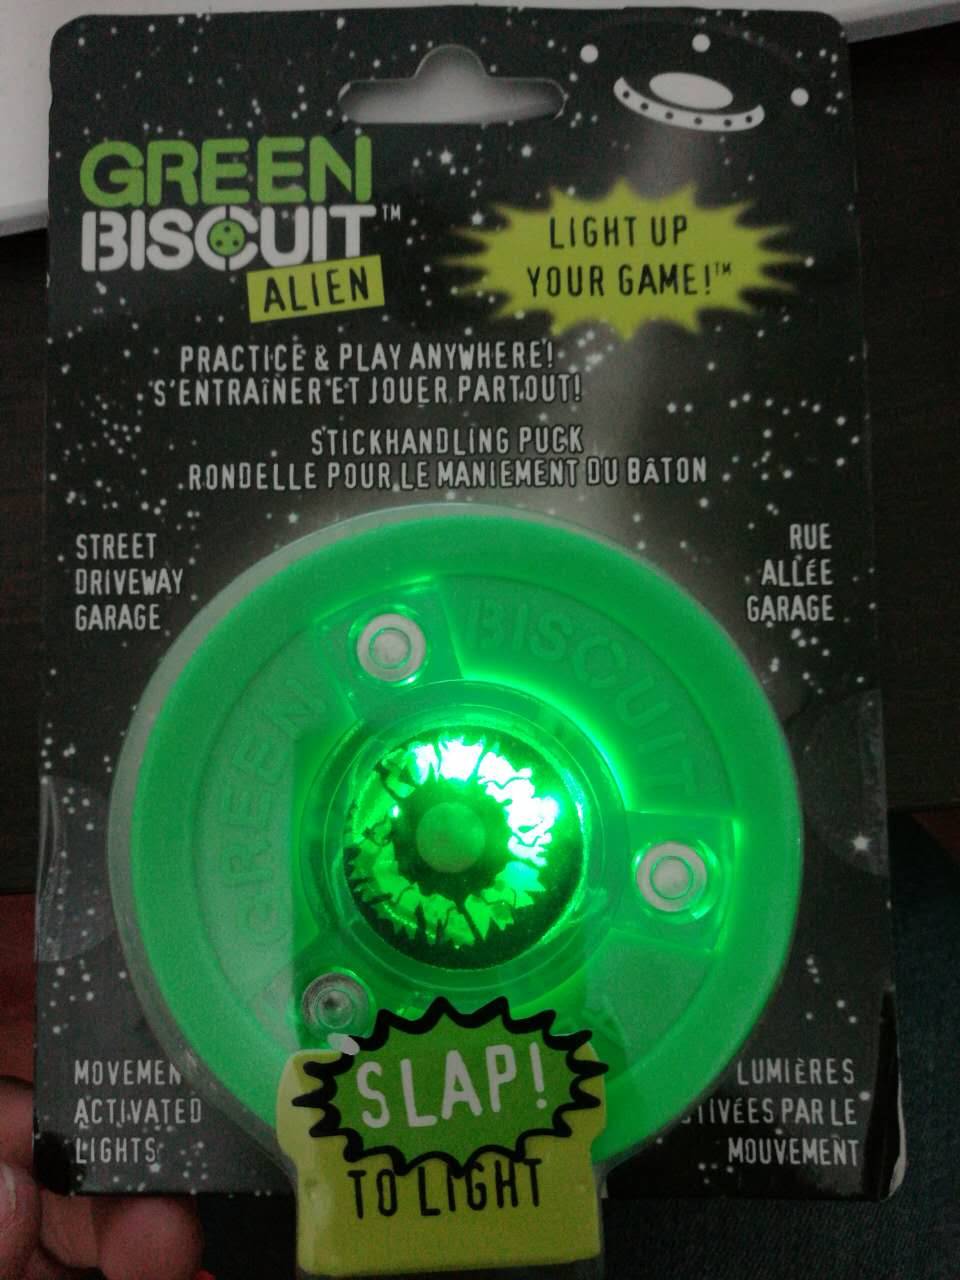 GREEN
BISCUIT™
ALIEN
LIGHT UP
YOUR GAME!™
PRACTICE & PLAY ANYWHERE!
S'ENTRAÎNER ET JOUER PARTOUT!
STICKHANDLING PUCK
RONDELLE POUR LE MANIEMENT DU BÂTON
STREET
DRIVEWAY
GARAGE
RUE
ALLÉE
GARAGE
GREEN BISCUIT
MOVEMEN
ACTIVATED
LIGHTS
LUMIÈRES
TIVÉES PAR LE
MOUVEMENT
SLAP!
TO LIGHT